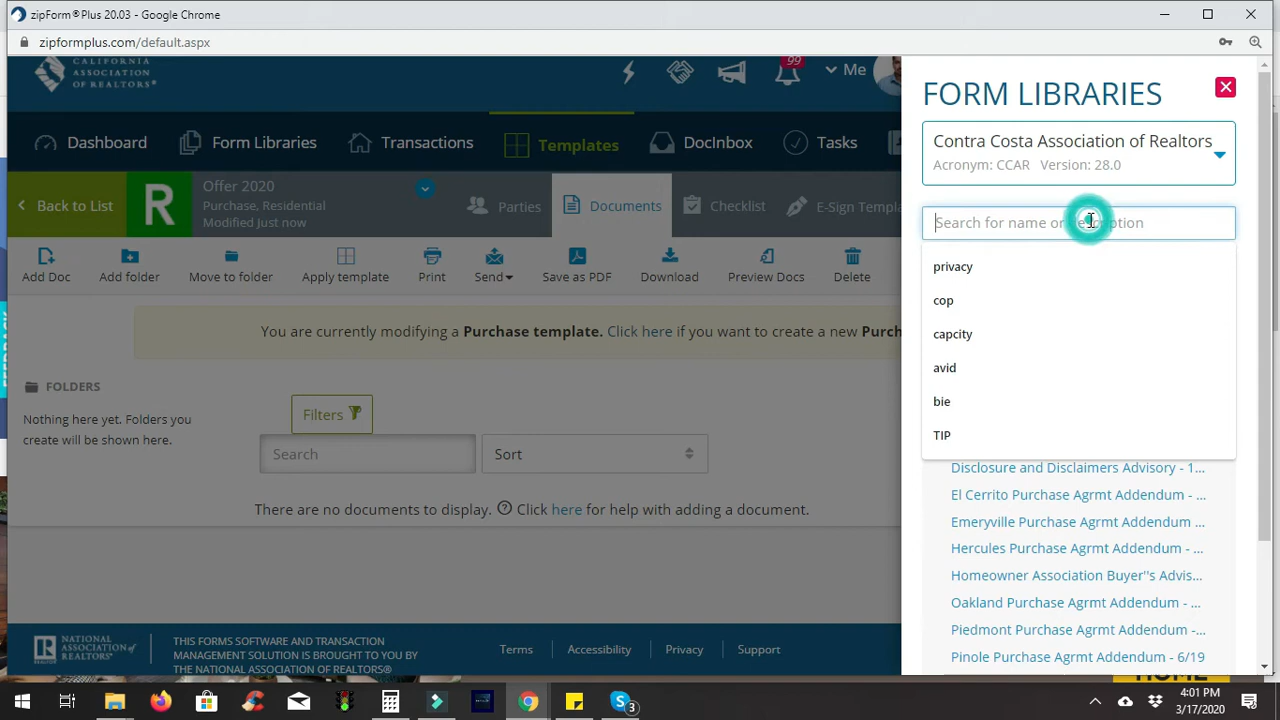 zipForm®Plus 20.03 - Google Chrome
zipformplus.com/default.aspx
CALIFORNIA
ASSOCIATION
OF REALTORS®
99
Me
Dashboard
Form Libraries
Transactions
Templates
DocInbox
Tasks
Back to List
R
Offer 2020
Purchase, Residential
Modified Just now
Parties
Documents
Checklist
E-Sign Templa
Add Doc
Add folder
Move to folder
Apply template
Print
Send
Save as PDF
Download
Preview Docs
Delete
You are currently modifying a Purchase template. Click here if you want to create a new Purch
FOLDERS
Nothing here yet. Folders you
create will be shown here.
Filters
Search
Sort
There are no documents to display. ? Click here for help with adding a document.
FORM LIBRARIES
Contra Costa Association of Realtors
Acronym: CCAR Version: 28.0
Search for name or description
privacy
cop
capcity
avid
bie
TIP
Disclosure and Disclaimers Advisory - 1...
El Cerrito Purchase Agrmt Addendum - ...
Emeryville Purchase Agrmt Addendum ...
Hercules Purchase Agrmt Addendum - ...
Homeowner Association Buyer''s Advis...
Oakland Purchase Agrmt Addendum - ...
Piedmont Purchase Agrmt Addendum -...
Pinole Purchase Agrmt Addendum - 6/19
NATIONAL
ASSOCIATION of
REALTORS®
THIS FORMS SOFTWARE AND TRANSACTION
MANAGEMENT SOLUTION IS BROUGHT TO YOU BY
THE NATIONAL ASSOCIATION OF REALTORS®
Terms
Accessibility
Privacy
Support
FEEDBACK
HOME
3
4:01 PM
3/17/2020